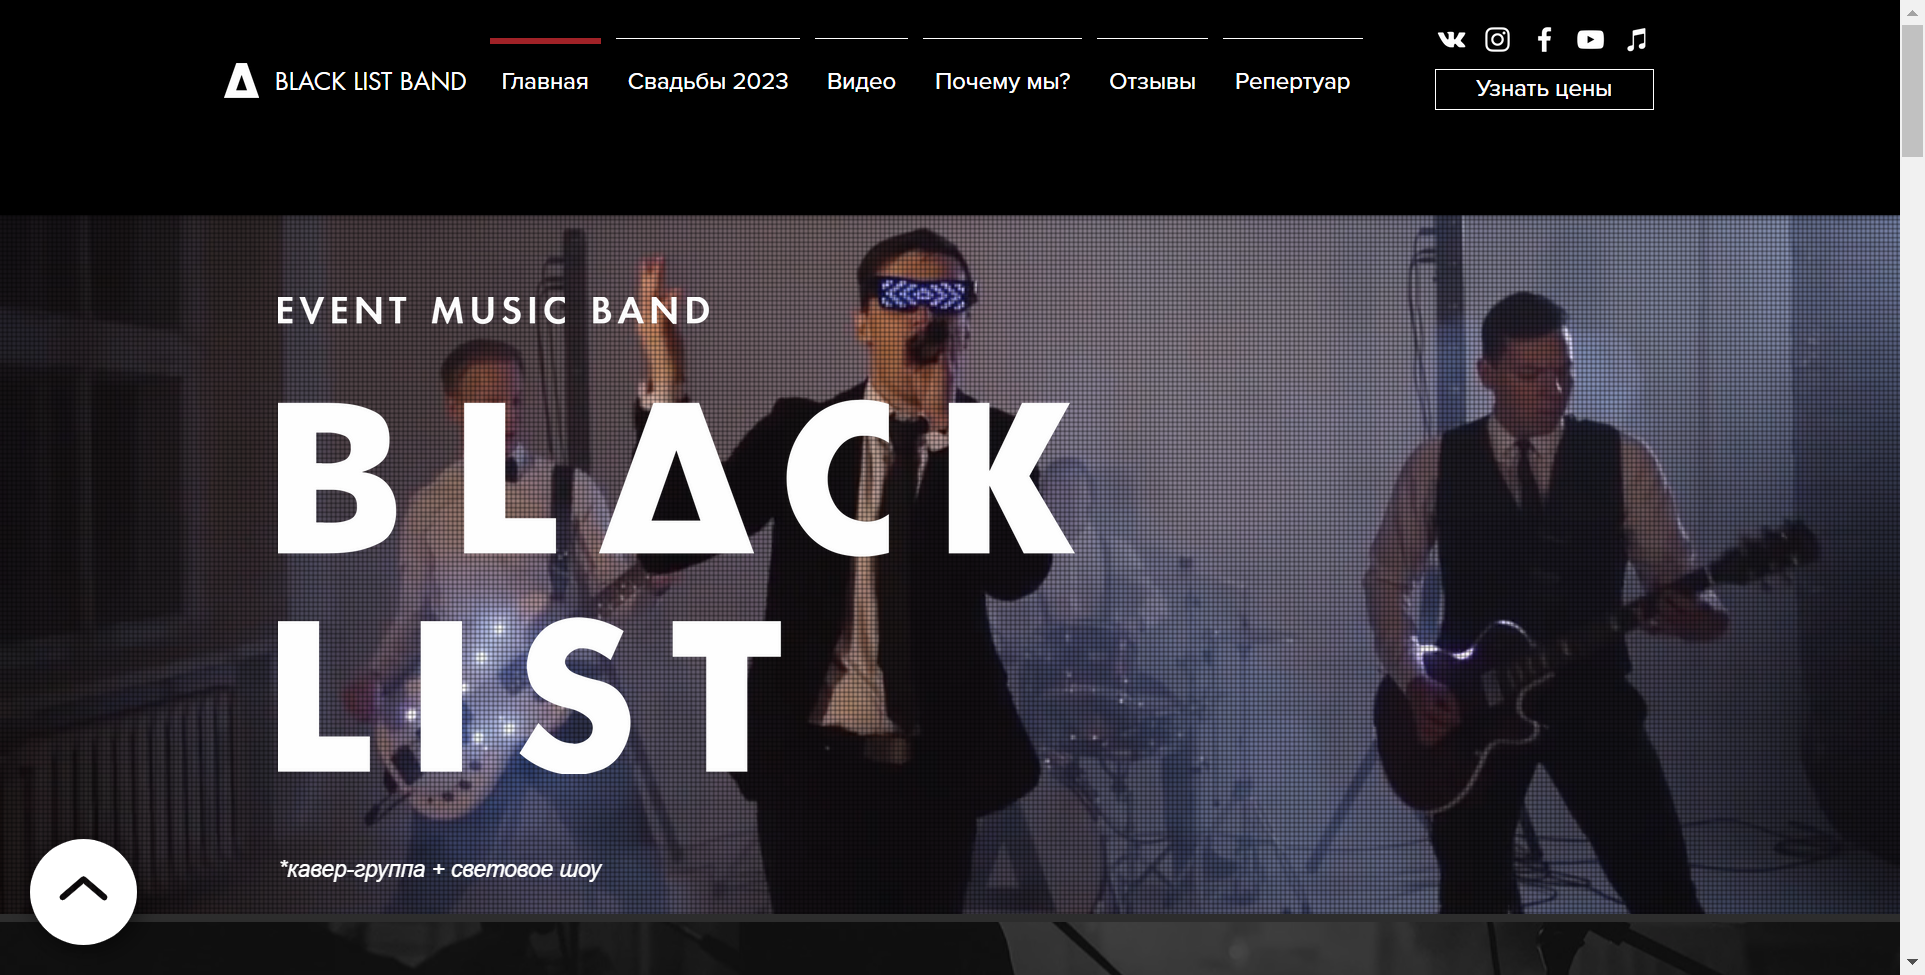 BLACK LIST BAND
Главная
Свадьбы 2023
Видео
Почему мы?
Отзывы
Репертуар
Узнать цены
EVENT MUSIC BAND
BLACK
LIST
*кавер-группа + световое шоу